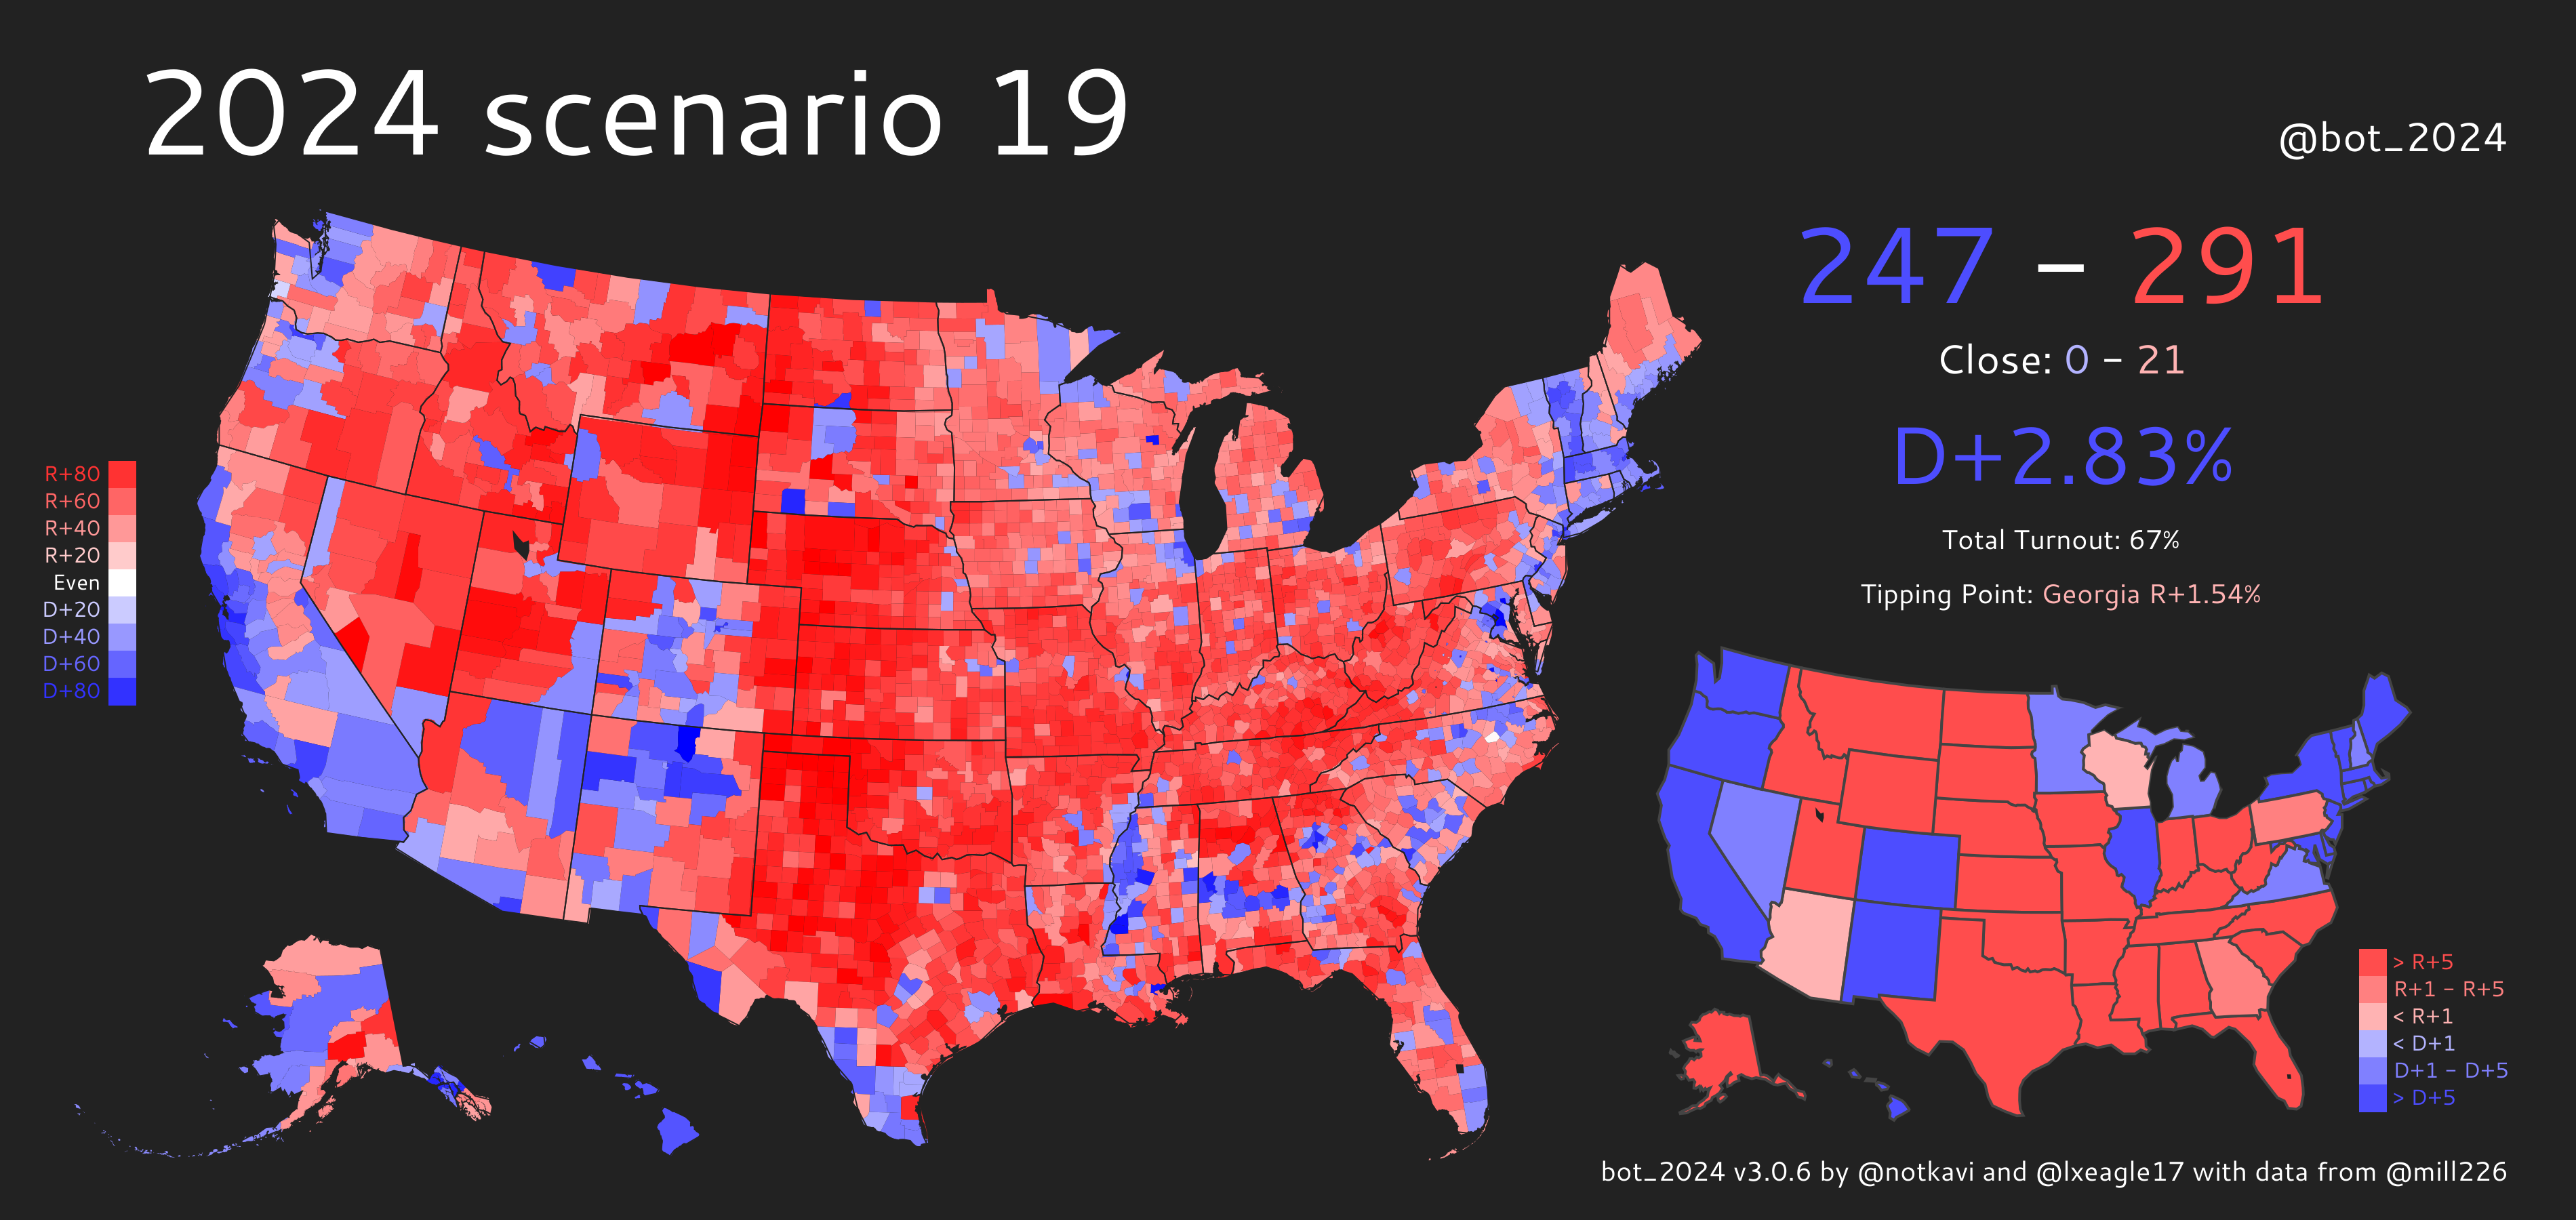 2024 scenario 19
@bot_2024
247 – 291
Close: 0 – 21
D+2.83%
Total Turnout: 67%
Tipping Point: Georgia R+1.54%
R+80
R+60
R+40
R+20
Even
D+20
D+40
D+60
D+80
> R+5
R+1 – R+5
< R+1
< D+1
D+1 – D+5
> D+5
bot_2024 v3.0.6 by @notkavi and @lxeagle17 with data from @mill226